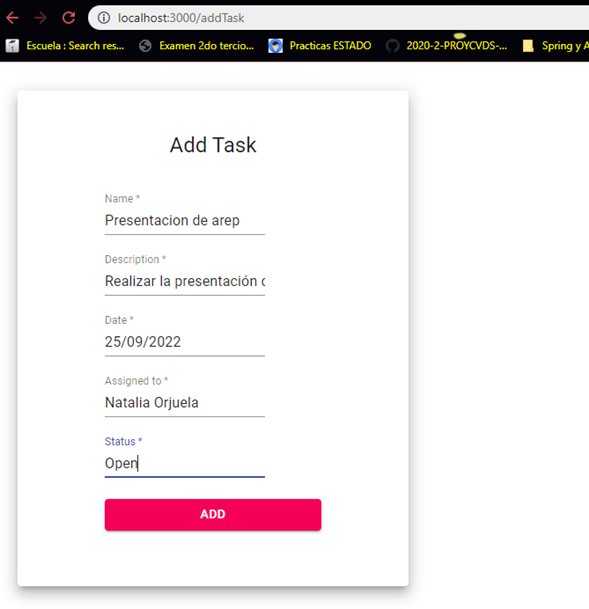 localhost:3000/addTask
Escuela : Search res... Examen 2do tercio... Practicas ESTADO 2020-2-PROYCVDS-... Spring y A
Add Task
Name *
Presentacion de arep
Description *
Realizar la presentación
Date *
25/09/2022
Assigned to *
Natalia Orjuela
Status *
Open
ADD